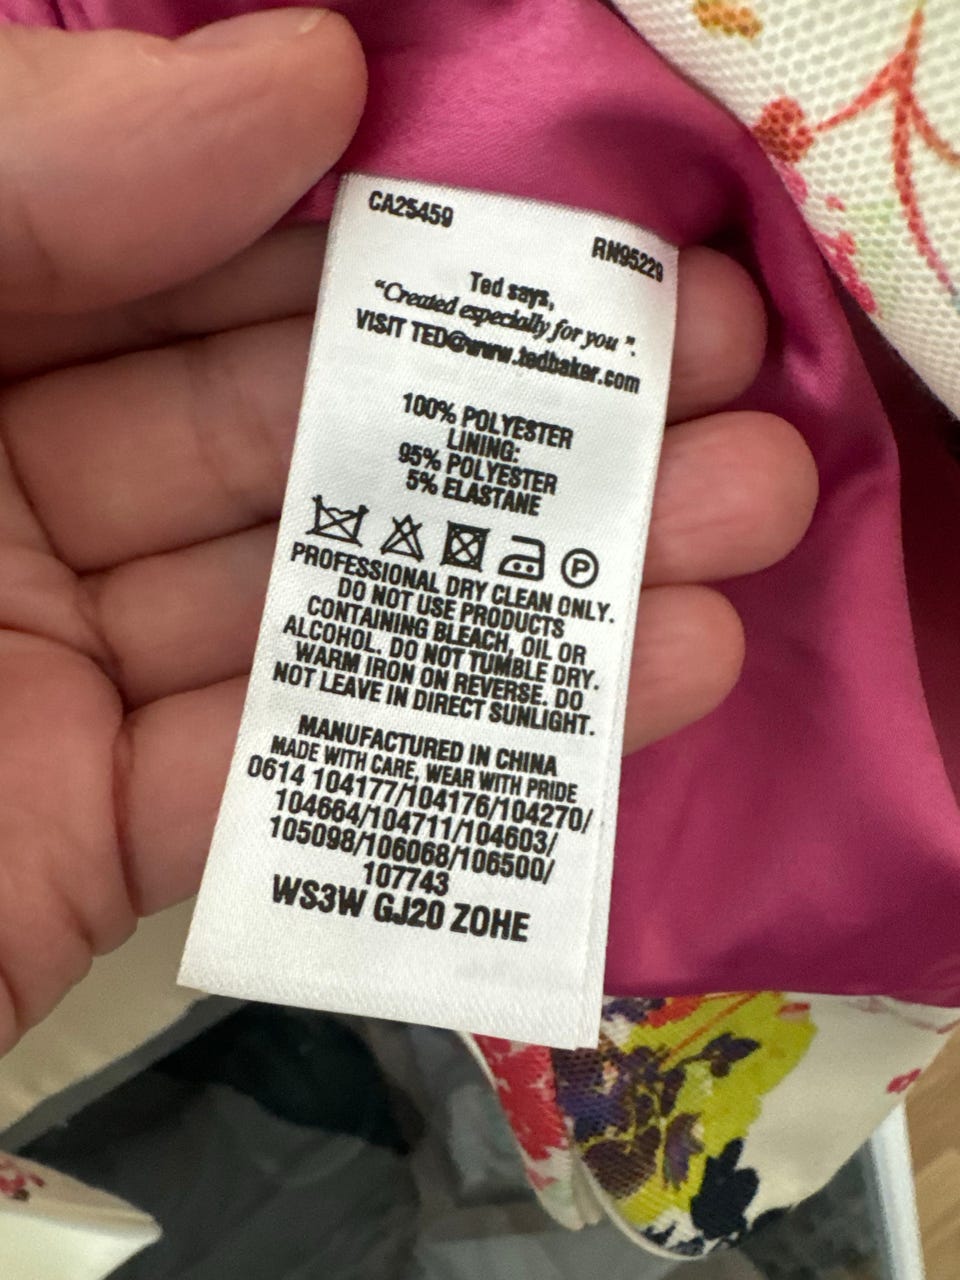 CA25459
RN95229
Ted says,
“Created especially for you”.
VISIT TED@www.tedbaker.com
100% POLYESTER
LINING:
95% POLYESTER
5% ELASTANE
P
PROFESSIONAL DRY CLEAN ONLY.
DO NOT USE PRODUCTS
CONTAINING BLEACH, OIL OR
ALCOHOL. DO NOT TUMBLE DRY.
WARM IRON ON REVERSE. DO
NOT LEAVE IN DIRECT SUNLIGHT.
MANUFACTURED IN CHINA
MADE WITH CARE, WEAR WITH PRIDE
0614 104177/104176/104270/
104664/104711/104603/
105098/106068/106500/
107743
WS3W GJ20 ZOHE